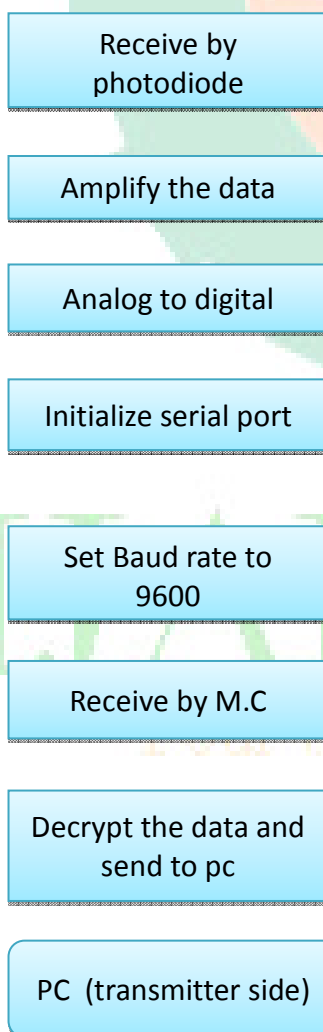 Receive by
photodiode
Amplify the data
Analog to digital
Initialize serial port
Set Baud rate to
9600
Receive by M.C
Decrypt the data and
send to pc
PC (transmitter side)